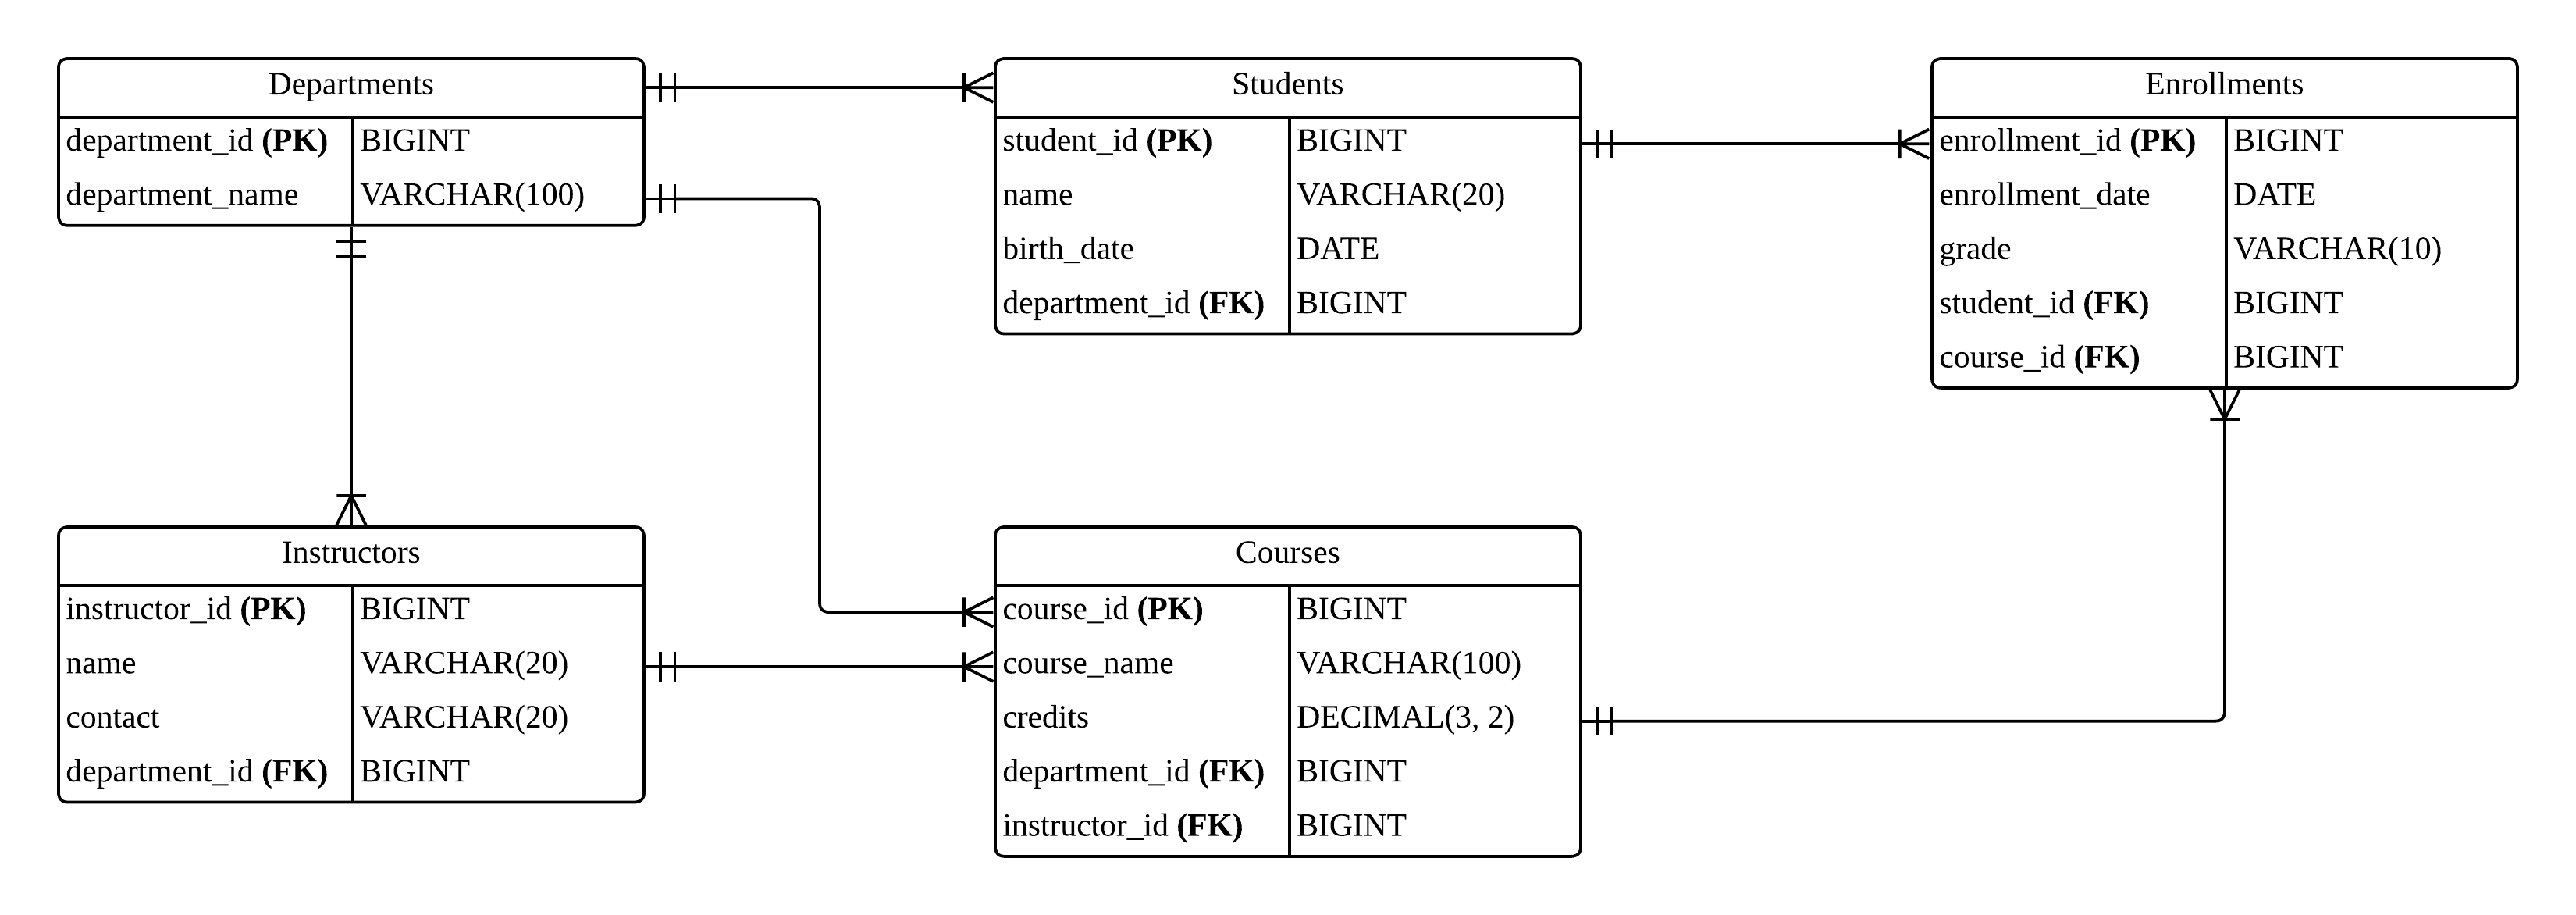 Departments
department_id (PK) BIGINT
department_name VARCHAR(100)
Students
student_id (PK) BIGINT
name VARCHAR(20)
birth_date DATE
department_id (FK) BIGINT
Enrollments
enrollment_id (PK) BIGINT
enrollment_date DATE
grade VARCHAR(10)
student_id (FK) BIGINT
course_id (FK) BIGINT
Instructors
instructor_id (PK) BIGINT
name VARCHAR(20)
contact VARCHAR(20)
department_id (FK) BIGINT
Courses
course_id (PK) BIGINT
course_name VARCHAR(100)
credits DECIMAL(3, 2)
department_id (FK) BIGINT
instructor_id (FK) BIGINT